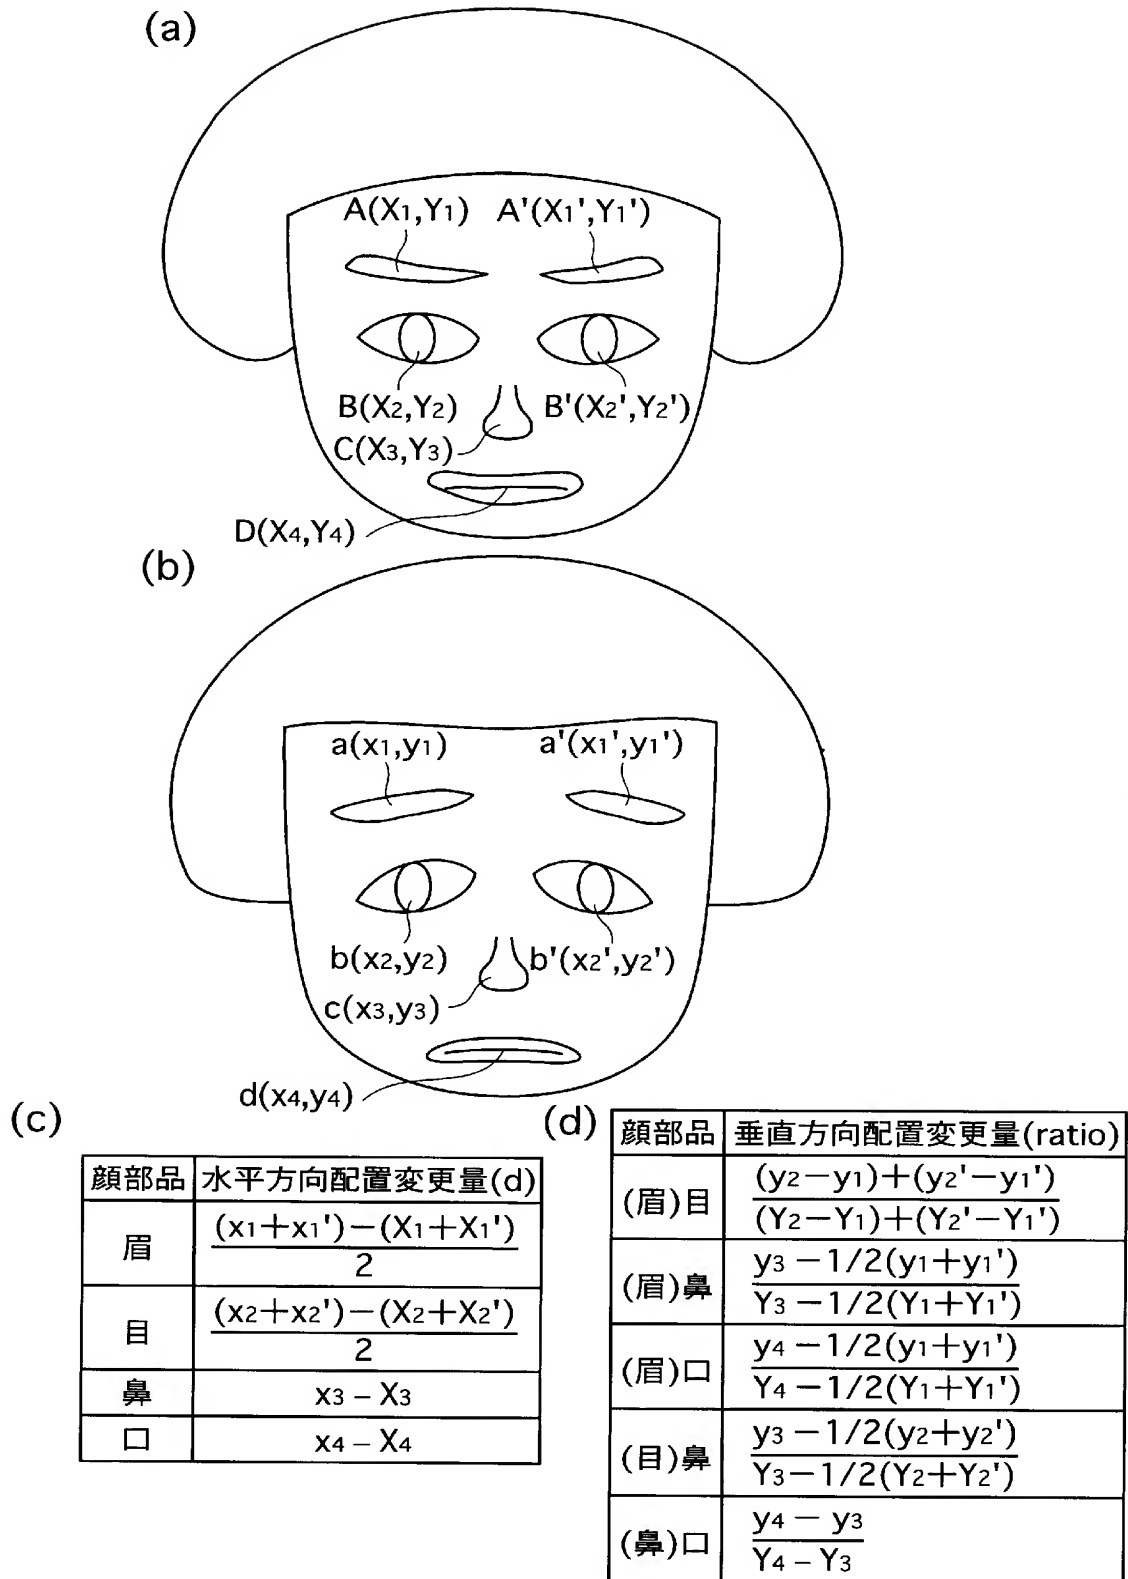 (a)
A(X1,Y1) A'(X1',Y1')
B(X2,Y2) B'(X2',Y2')
C(X3,Y3)
D(X4,Y4)
(b)
a(x1,y1) a'(x1',y1')
b(x2,y2) b'(x2',y2')
c(x3,y3)
d(x4,y4)
(c)
顔部品 水平方向配置変更量(d)
眉 (x1+x1')−(X1+X1')
2
目 (x2+x2')−(X2+X2')
2
鼻 x3 − X3
口 x4 − X4
(d)
顔部品 垂直方向配置変更量(ratio)
(眉)目 (y2−y1)+(y2'−y1')
(Y2−Y1)+(Y2'−Y1')
(眉)鼻 y3 −1/2(y1+y1')
Y3 −1/2(Y1+Y1')
(眉)口 y4 −1/2(y1+y1')
Y4 −1/2(Y1+Y1')
(目)鼻 y3 −1/2(y2+y2')
Y3−1/2(Y2+Y2')
(鼻)口 y4 − y3
Y4 − Y3